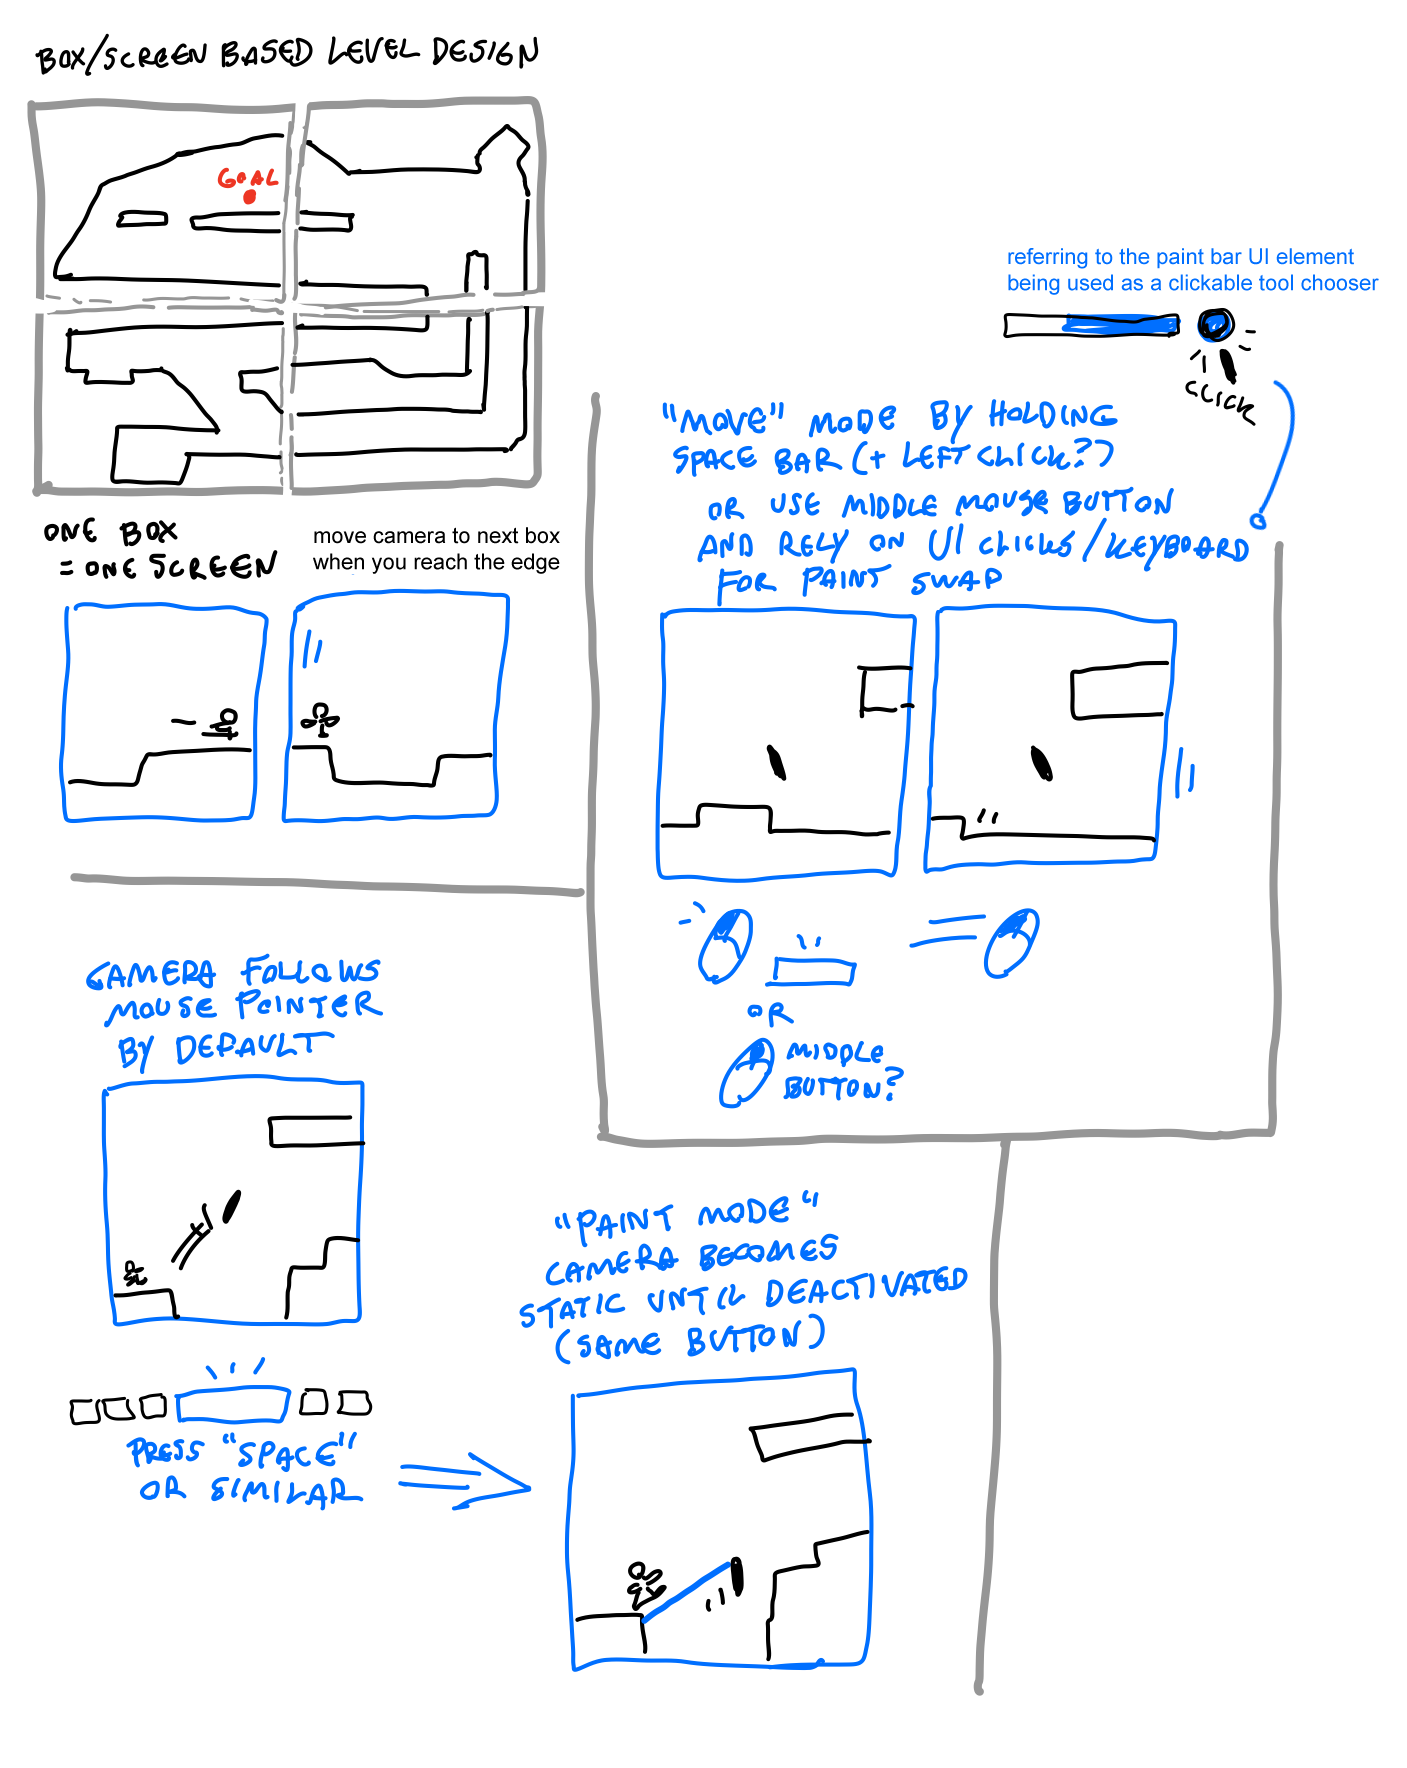 BOX/SCREEN BASED LEVEL DESIGN
GOAL
ONE BOX
= ONE SCREEN
move camera to next box
when you reach the edge
referring to the paint bar UI element
being used as a clickable tool chooser
CLICK
"MOVE" MODE BY HOLDING
SPACE BAR (+ LEFT CLICK?)
OR USE MIDDLE MOUSE BUTTON
AND RELY ON UI CLICKS/KEYBOARD
FOR PAINT SWAP
OR
MIDDLE
BUTTON?
CAMERA FOLLOWS
MOUSE POINTER
BY DEFAULT
PRESS "SPACE"
OR SIMILAR
"PAINT MODE"
CAMERA BECOMES
STATIC UNTIL DEACTIVATED
(SAME BUTTON)